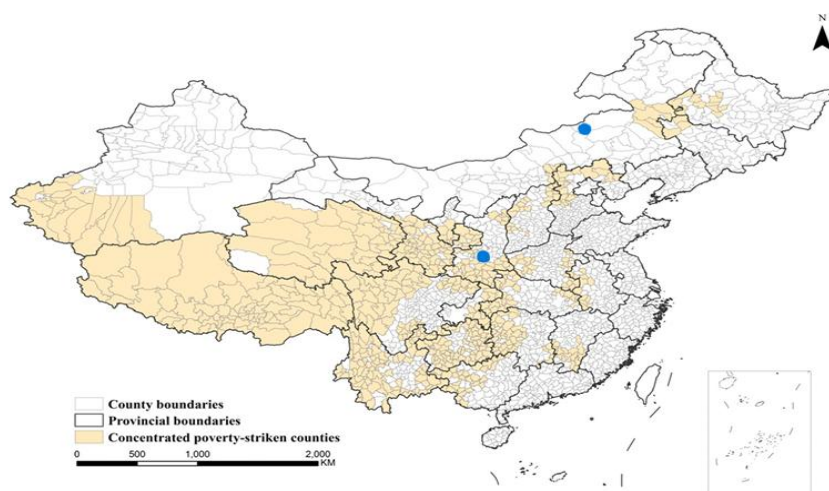 N
County boundaries
Provincial boundaries
Concentrated poverty-striken counties
0 500 1,000 2,000
KM